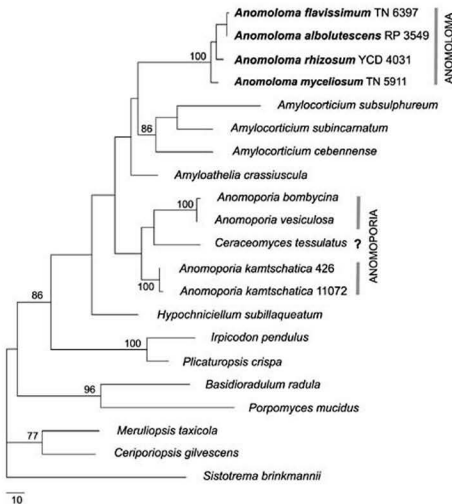 Anomoloma flavissimum TN 6397
Anomoloma albolutescens RP 3549
100
Anomoloma rhizosum YCD 4031
Anomoloma myceliosum TN 5911
ANOMOLOMA
Amylocorticium subsulphureum
86
Amylocorticium subincarnatum
Amylocorticium cebennense
Amyloathelia crassiuscula
100
Anomoporia bombycina
Anomoporia vesiculosa
Ceraceomyces tessulatus ?
ANOMOPORIA
Anomoporia kamtschatica 426
100
Anomoporia kamtschatica 11072
86
Hypochniciellum subillaqueatum
Irpicodon pendulus
100
Plicaturopsis crispa
96
Basidioradulum radula
Porpomyces mucidus
77
Meruliopsis taxicola
Ceriporiopsis gilvescens
Sistotrema brinkmannii
10